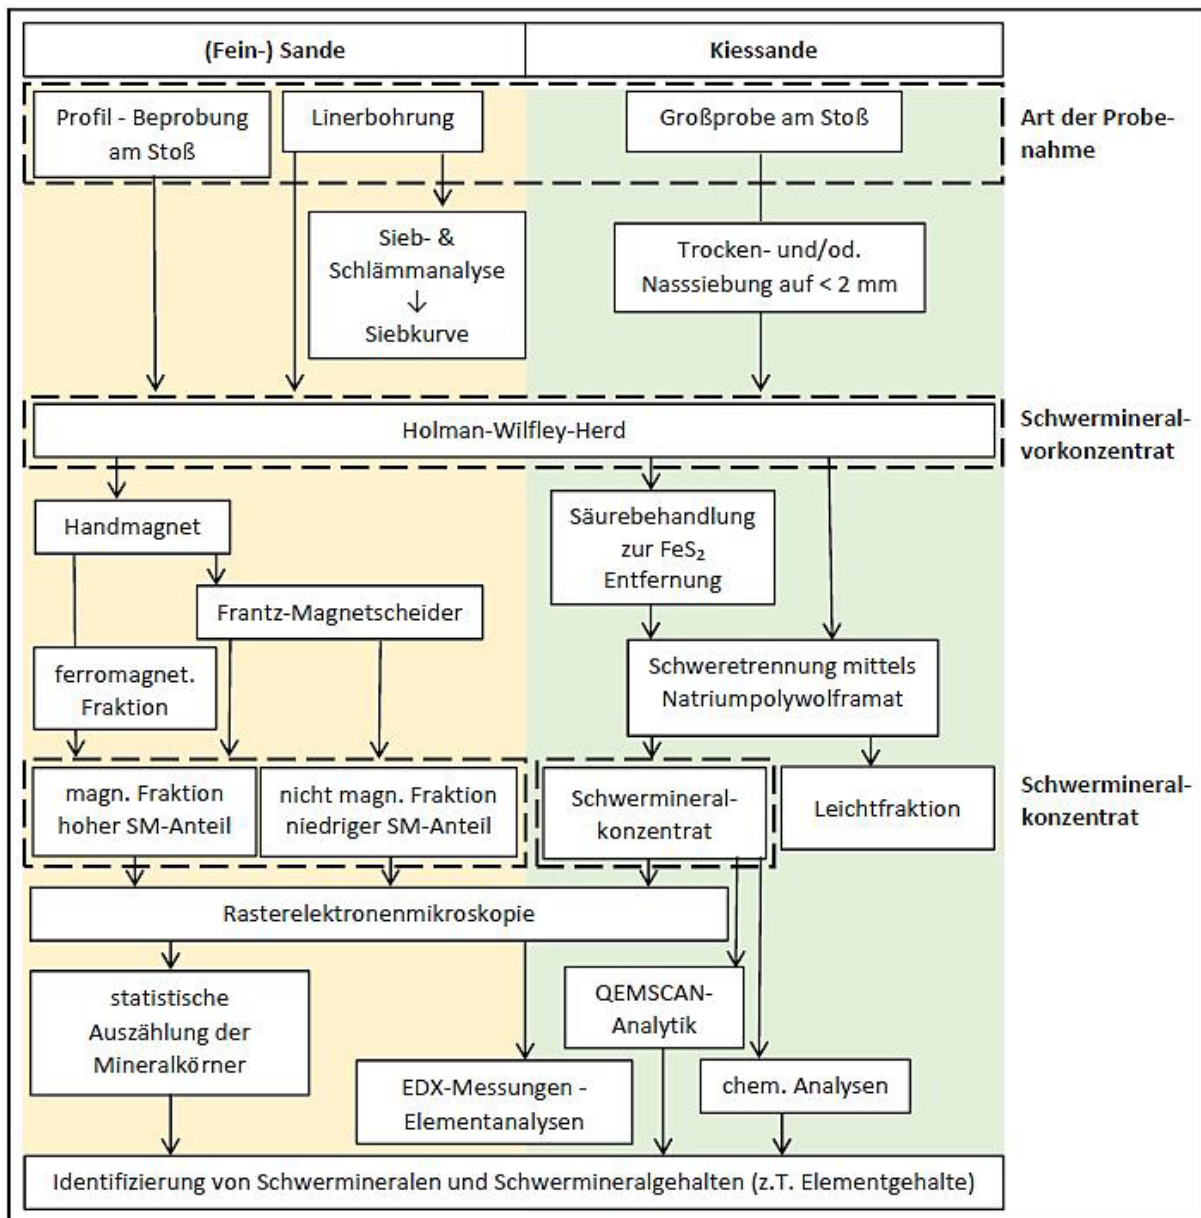 (Fein-) Sande
Kiessande
Profil - Beprobung
am Stoß
Linerbohrung
Großprobe am Stoß
Art der Probe-
nahme
Sieb- &
Schlämmanalyse
↓
Siebkurve
Trocken- und/od.
Nasssiebung auf < 2 mm
Holman-Wilfley-Herd
Schwermineral-
vorkonzentrat
Handmagnet
Säurebehandlung
zur FeS₂
Entfernung
Frantz-Magnetscheider
ferromagnet.
Fraktion
Schweretrennung mittels
Natriumpolywolframat
magn. Fraktion
hoher SM-Anteil
nicht magn. Fraktion
niedriger SM-Anteil
Schwermineral-
konzentrat
Leichtfraktion
Schwermineral-
konzentrat
Rasterelektronenmikroskopie
statistische
Auszählung der
Mineralkörner
QEMSCAN-
Analytik
EDX-Messungen -
Elementanalysen
chem. Analysen
Identifizierung von Schwermineralen und Schwermineralgehalten (z.T. Elementgehalte)